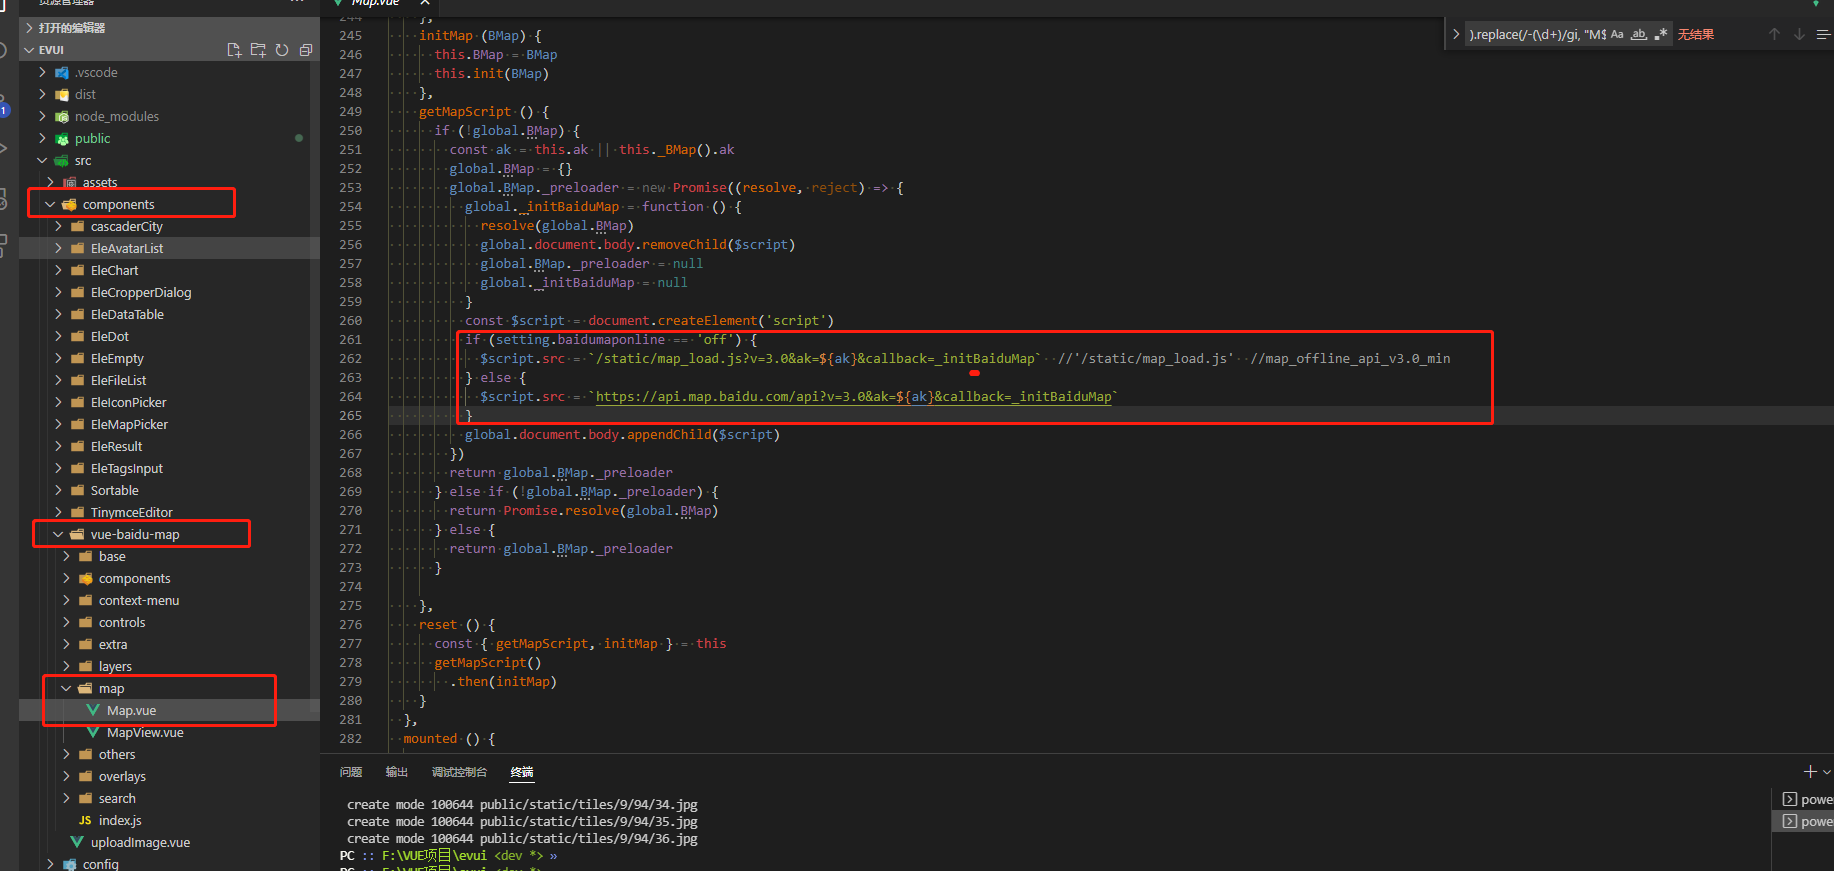 资源管理器
打开的编辑器
EVUI
.vscode
dist
node_modules
public
src
assets
components
cascaderCity
EleAvatarList
EleChart
EleCropperDialog
EleDataTable
EleDot
EleEmpty
EleFileList
EleIconPicker
EleMapPicker
EleResult
EleTagsInput
Sortable
TinymceEditor
vue-baidu-map
base
components
context-menu
controls
extra
layers
map
Map.vue
MapView.vue
others
overlays
search
JS index.js
uploadImage.vue
config
1
Map.vue
).replace(/-(\d+)/gi, "M$ Aa ab .* 无结果
244 },
245 initMap (BMap) {
246 this.BMap = BMap
247 this.init(BMap)
248 },
249 getMapScript () {
250 if (!global.BMap) {
251 const ak = this.ak || this._BMap().ak
252 global.BMap = {}
253 global.BMap._preloader = new Promise((resolve, reject) => {
254 global._initBaiduMap = function () {
255 resolve(global.BMap)
256 global.document.body.removeChild($script)
257 global.BMap._preloader = null
258 global._initBaiduMap = null
259 }
260 const $script = document.createElement('script')
261 if (setting.baidumaponline == 'off') {
262 $script.src = `/static/map_load.js?v=3.0&ak=${ak}&callback=_initBaiduMap` //'/static/map_load.js' //map_offline_api_v3.0_min
263 } else {
264 $script.src = `https://api.map.baidu.com/api?v=3.0&ak=${ak}&callback=_initBaiduMap`
265 }
266 global.document.body.appendChild($script)
267 })
268 return global.BMap._preloader
269 } else if (!global.BMap._preloader) {
270 return Promise.resolve(global.BMap)
271 } else {
272 return global.BMap._preloader
273 }
274
275 },
276 reset () {
277 const { getMapScript, initMap } = this
278 getMapScript()
279 .then(initMap)
280 }
281 },
282 mounted () {
问题 输出 调试控制台 终端
create mode 100644 public/static/tiles/9/94/34.jpg
create mode 100644 public/static/tiles/9/94/35.jpg
create mode 100644 public/static/tiles/9/94/36.jpg
PC :: F:\VUE项目\evui <dev *> »
PC :: F:\VUE项目\evui <dev *>
power
power